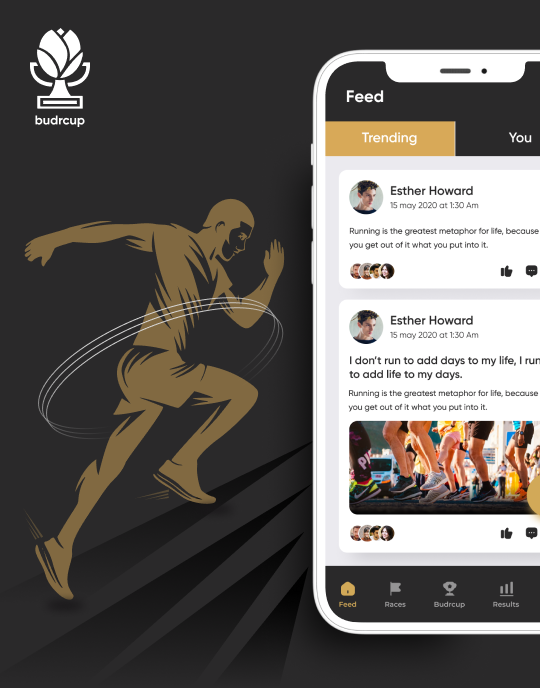 budrcup
Feed
Trending
You
Esther Howard
15 may 2020 at 1:30 Am
Running is the greatest metaphor for life, because
you get out of it what you put into it.
Esther Howard
15 may 2020 at 1:30 Am
I don't run to add days to my life, I run
to add life to my days.
Running is the greatest metaphor for life, because
you get out of it what you put into it.
Feed
Races
Budrcup
Results